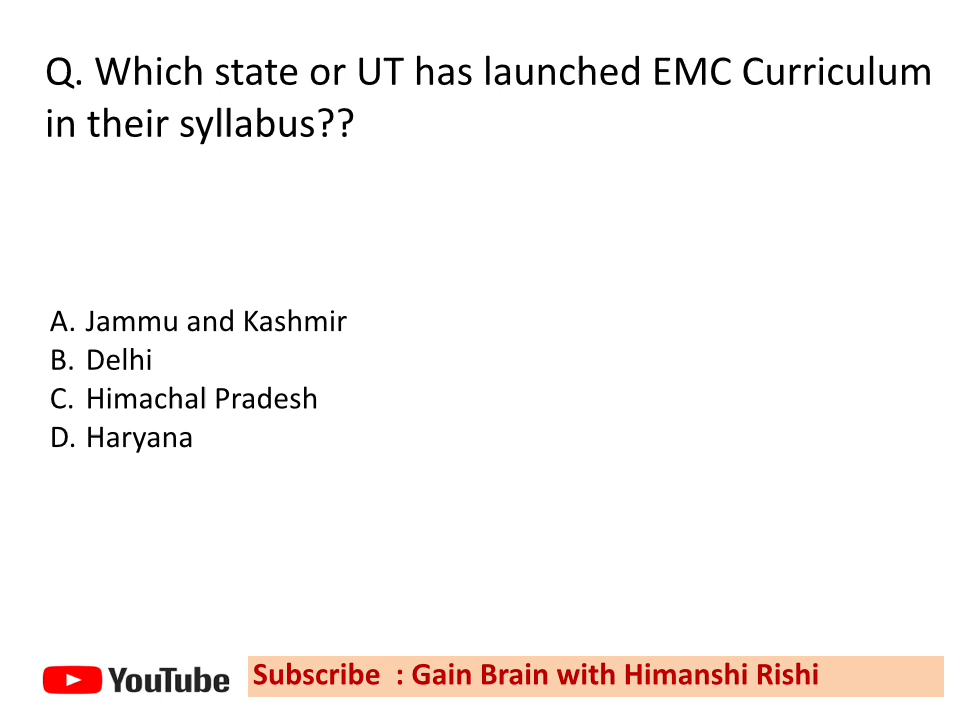 Q. Which state or UT has launched EMC Curriculum
in their syllabus??
A. Jammu and Kashmir
B. Delhi
C. Himachal Pradesh
D. Haryana
YouTube Subscribe : Gain Brain with Himanshi Rishi